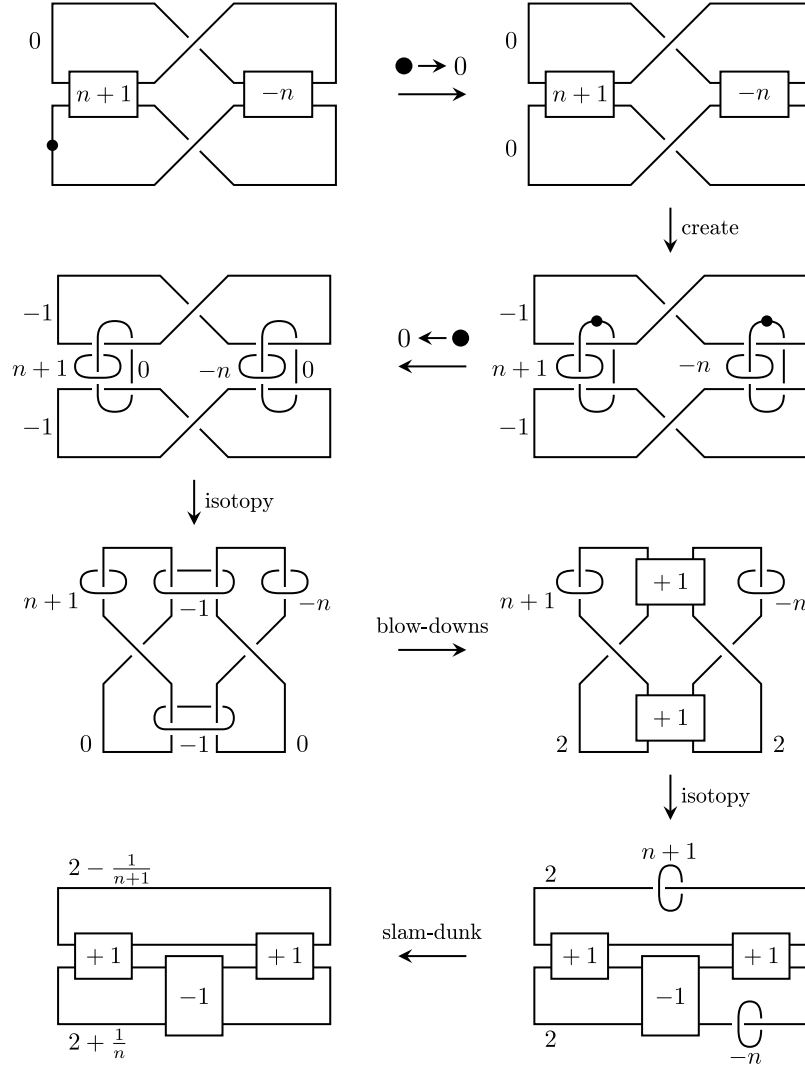 0
n + 1
−n
● → 0
0
n + 1
−n
0
create
−1
n + 1
0
−n
0
−1
0 ← ●
−1
n + 1
−n
−1
isotopy
n + 1
−1
−n
0
−1
0
blow-downs
n + 1
+ 1
−n
+ 1
2
2
isotopy
2 − 1/(n+1)
+ 1
+ 1
−1
2 + 1/n
slam-dunk
n + 1
2
+ 1
+ 1
−1
2
−n